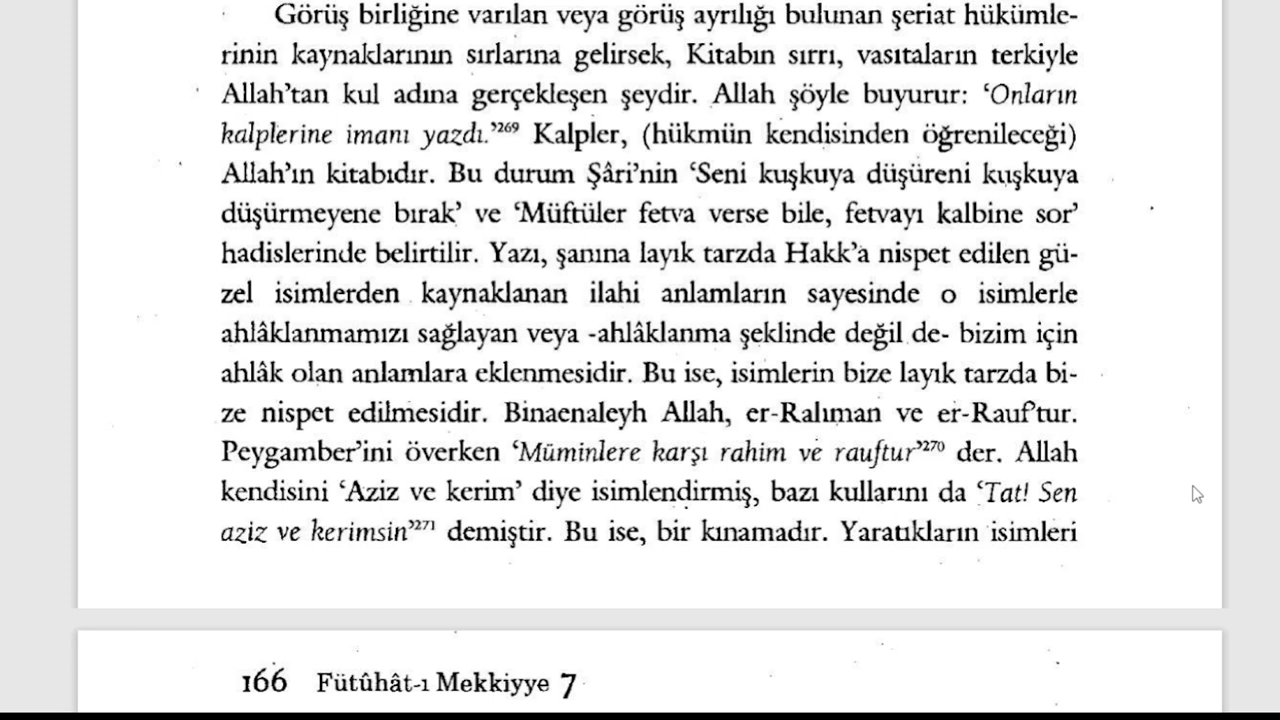 Görüş birliğine varılan veya görüş ayrılığı bulunan şeriat hükümle-
rinin kaynaklarının sırlarına gelirsek, Kitabın sırrı, vasıtaların terkiyle
Allah’tan kul adına gerçekleşen şeydir. Allah şöyle buyurur: ‘Onların
kalplerine imanı yazdı.’²⁶⁹ Kalpler, (hükmün kendisinden öğrenileceği)
Allah’ın kitabıdır. Bu durum Şâri’nin ‘Seni kuşkuya düşüreni kuşkuya
düşürmeyene bırak’ ve ‘Müftüler fetva verse bile, fetvayı kalbine sor’
hadislerinde belirtilir. Yazı, şanına layık tarzda Hakk’a nispet edilen gü-
zel isimlerden kaynaklanan ilahi anlamların sayesinde o isimlerle
ahlâklanmamızı sağlayan veya -ahlâklanma şeklinde değil de- bizim için
ahlâk olan anlamlara eklenmesidir. Bu ise, isimlerin bize layık tarzda bi-
ze nispet edilmesidir. Binaenaleyh Allah, er-Rahman ve er-Rauf’tur.
Peygamber’ini överken ‘Müminlere karşı rahim ve rauftur’²⁷⁰ der. Allah
kendisini ‘Aziz ve kerim’ diye isimlendirmiş, bazı kullarını da ‘Tat! Sen
aziz ve kerimsin’²⁷¹ demiştir. Bu ise, bir kınamadır. Yaratıkların isimleri
166 Fütûhât-ı Mekkiyye 7